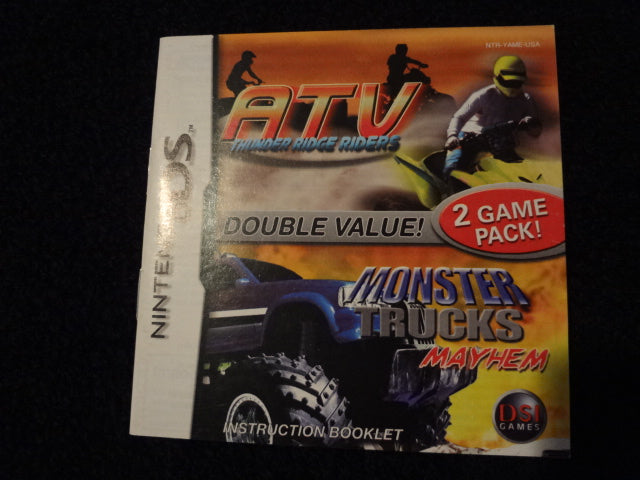 NTR-YAME-USA
ATV
THUNDER RIDGE RIDERS
DOUBLE VALUE!
2 GAME
PACK!
MONSTER
TRUCKS
MAYHEM
DSI
GAMES
INSTRUCTION BOOKLET
NINTENDO DS™